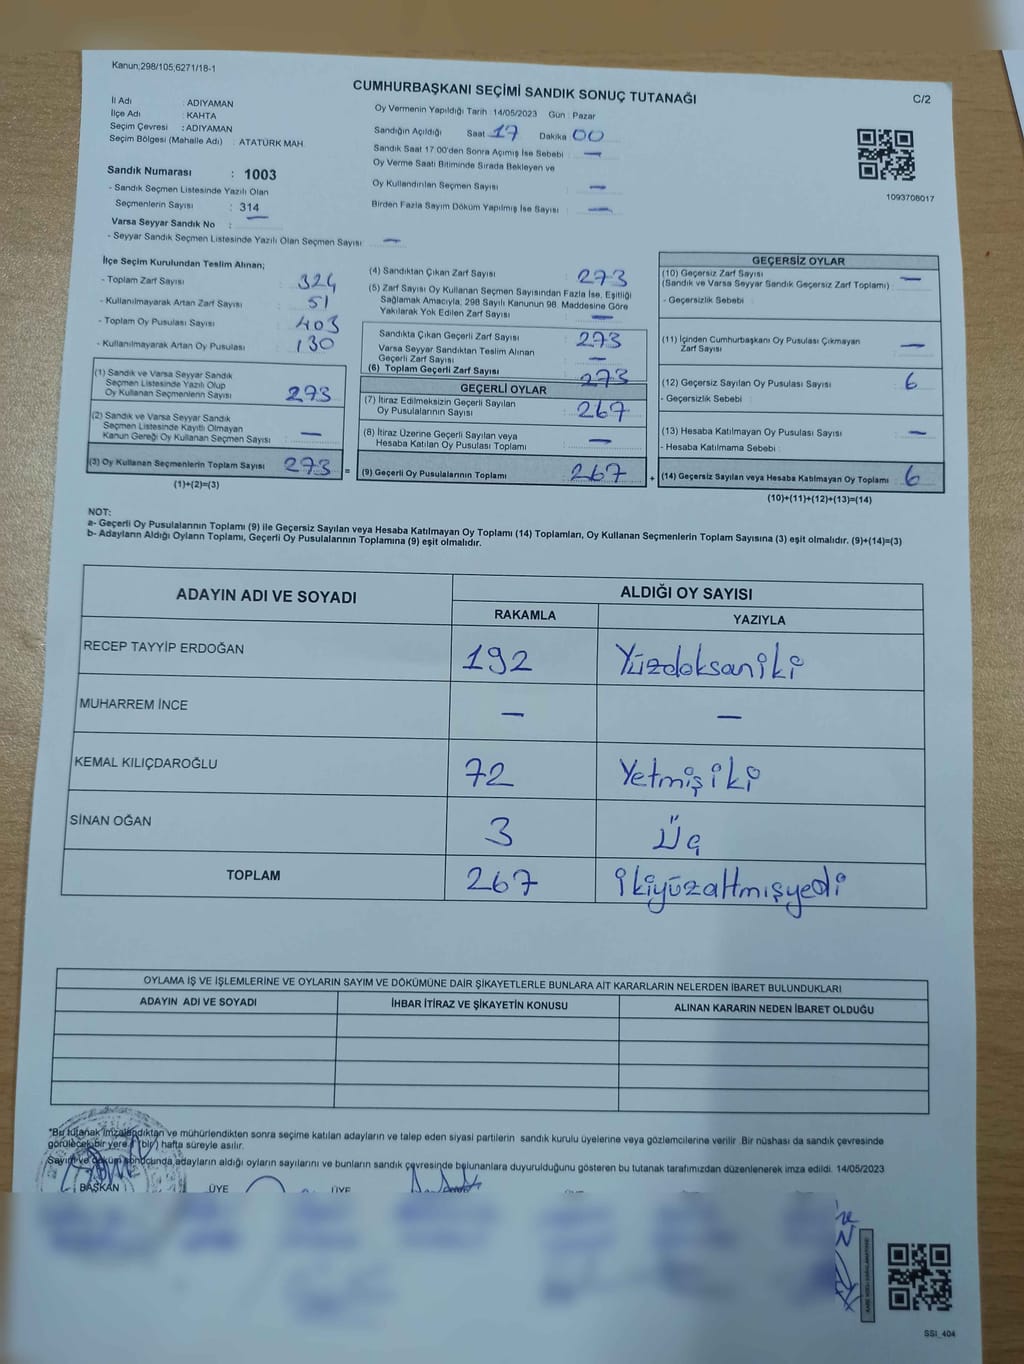 Kanun;298/105,6271/18-1
CUMHURBAŞKANI SEÇİMİ SANDIK SONUÇ TUTANAĞI
C/2
İl Adı : ADIYAMAN
İlçe Adı : KAHTA
Seçim Çevresi : ADIYAMAN
Seçim Bölgesi (Mahalle Adı) : ATATÜRK MAH.
Sandık Numarası : 1003
- Sandık Seçmen Listesinde Yazılı Olan
Seçmenlerin Sayısı : 314
Varsa Seyyar Sandık No :
- Seyyar Sandık Seçmen Listesinde Yazılı Olan Seçmen Sayısı : —
Oy Vermenin Yapıldığı Tarih : 14/05/2023 Gün : Pazar
Sandığın Açıldığı Saat 17 Dakika 00
Sandık Saat 17:00'den Sonra Açımış İse Sebebi : —
Oy Verme Saati Bitiminde Sırada Bekleyen ve
Oy Kullandırılan Seçmen Sayısı : —
Birden Fazla Sayım Döküm Yapılmış İse Sayısı : —
1093708017
İlçe Seçim Kurulundan Teslim Alınan;
- Toplam Zarf Sayısı : 324
- Kullanılmayarak Artan Zarf Sayısı : 51
- Toplam Oy Pusulası Sayısı : 403
- Kullanılmayarak Artan Oy Pusulası : 130
(1) Sandık ve Varsa Seyyar Sandık
Seçmen Listesinde Yazılı Olup
Oy Kullanan Seçmenlerin Sayısı : 273
(2) Sandık ve Varsa Seyyar Sandık
Seçmen Listesinde Kayıtlı Olmayan
Kanun Gereği Oy Kullanan Seçmen Sayısı : —
(3) Oy Kullanan Seçmenlerin Toplam Sayısı : 273 =
(1)+(2)=(3)
(4) Sandıktan Çıkan Zarf Sayısı : 273
(5) Zarf Sayısı Oy Kullanan Seçmen Sayısından Fazla İse, Eşitliği
Sağlamak Amacıyla, 298 Sayılı Kanunun 98. Maddesine Göre
Yakılarak Yok Edilen Zarf Sayısı : —
Sandıkta Çıkan Geçerli Zarf Sayısı : 273
Varsa Seyyar Sandıktan Teslim Alınan
Geçerli Zarf Sayısı : —
(6) Toplam Geçerli Zarf Sayısı : 273
GEÇERLİ OYLAR
(7) İtiraz Edilmeksizin Geçerli Sayılan
Oy Pusulalarının Sayısı : 267
(8) İtiraz Üzerine Geçerli Sayılan veya
Hesaba Katılan Oy Pusulası Toplamı : —
(9) Geçerli Oy Pusulalarının Toplamı 267 +
GEÇERSİZ OYLAR
(10) Geçersiz Zarf Sayısı
(Sandık ve Varsa Seyyar Sandık Geçersiz Zarf Toplamı) : —
- Geçersizlik Sebebi :
(11) İçinden Cumhurbaşkanı Oy Pusulası Çıkmayan
Zarf Sayısı : —
(12) Geçersiz Sayılan Oy Pusulası Sayısı : 6
- Geçersizlik Sebebi :
(13) Hesaba Katılmayan Oy Pusulası Sayısı : —
- Hesaba Katılmama Sebebi :
(14) Geçersiz Sayılan veya Hesaba Katılmayan Oy Toplamı : 6
(10)+(11)+(12)+(13)=(14)
NOT:
a- Geçerli Oy Pusulalarının Toplamı (9) ile Geçersiz Sayılan veya Hesaba Katılmayan Oy Toplamı (14) Toplamları, Oy Kullanan Seçmenlerin Toplam Sayısına (3) eşit olmalıdır. (9)+(14)=(3)
b- Adayların Aldığı Oyların Toplamı, Geçerli Oy Pusulalarının Toplamına (9) eşit olmalıdır.
ADAYIN ADI VE SOYADI
ALDIĞI OY SAYISI
RAKAMLA YAZIYLA
RECEP TAYYİP ERDOĞAN 192 Yüzdoksaniki
MUHARREM İNCE — —
KEMAL KILIÇDAROĞLU 72 Yetmişiki
SİNAN OĞAN 3 Üç
TOPLAM 267 ikiyüzaltmışyedi
OYLAMA İŞ VE İŞLEMLERİNE VE OYLARIN SAYIM VE DÖKÜMÜNE DAİR ŞİKAYETLERLE BUNLARA AİT KARARLARIN NELERDEN İBARET BULUNDUKLARI
ADAYIN ADI VE SOYADI İHBAR İTİRAZ VE ŞİKAYETİN KONUSU ALINAN KARARIN NEDEN İBARET OLDUĞU
*Bu tutanak imzalandıktan ve mühürlendikten sonra seçime katılan adayların ve talep eden siyasi partilerin sandık kurulu üyelerine veya gözlemcilerine verilir. Bir nüshası da sandık çevresinde
görülecek bir yere 1 (bir) hafta süreyle asılır.
Sayım ve döküm sonucunda adayların aldığı oyların sayılarını ve bunların sandık çevresinde bulunanlara duyurulduğunu gösteren bu tutanak tarafımızdan düzenlenerek imza edildi. 14/05/2023
BAŞKAN ÜYE ÜYE
SSI_404